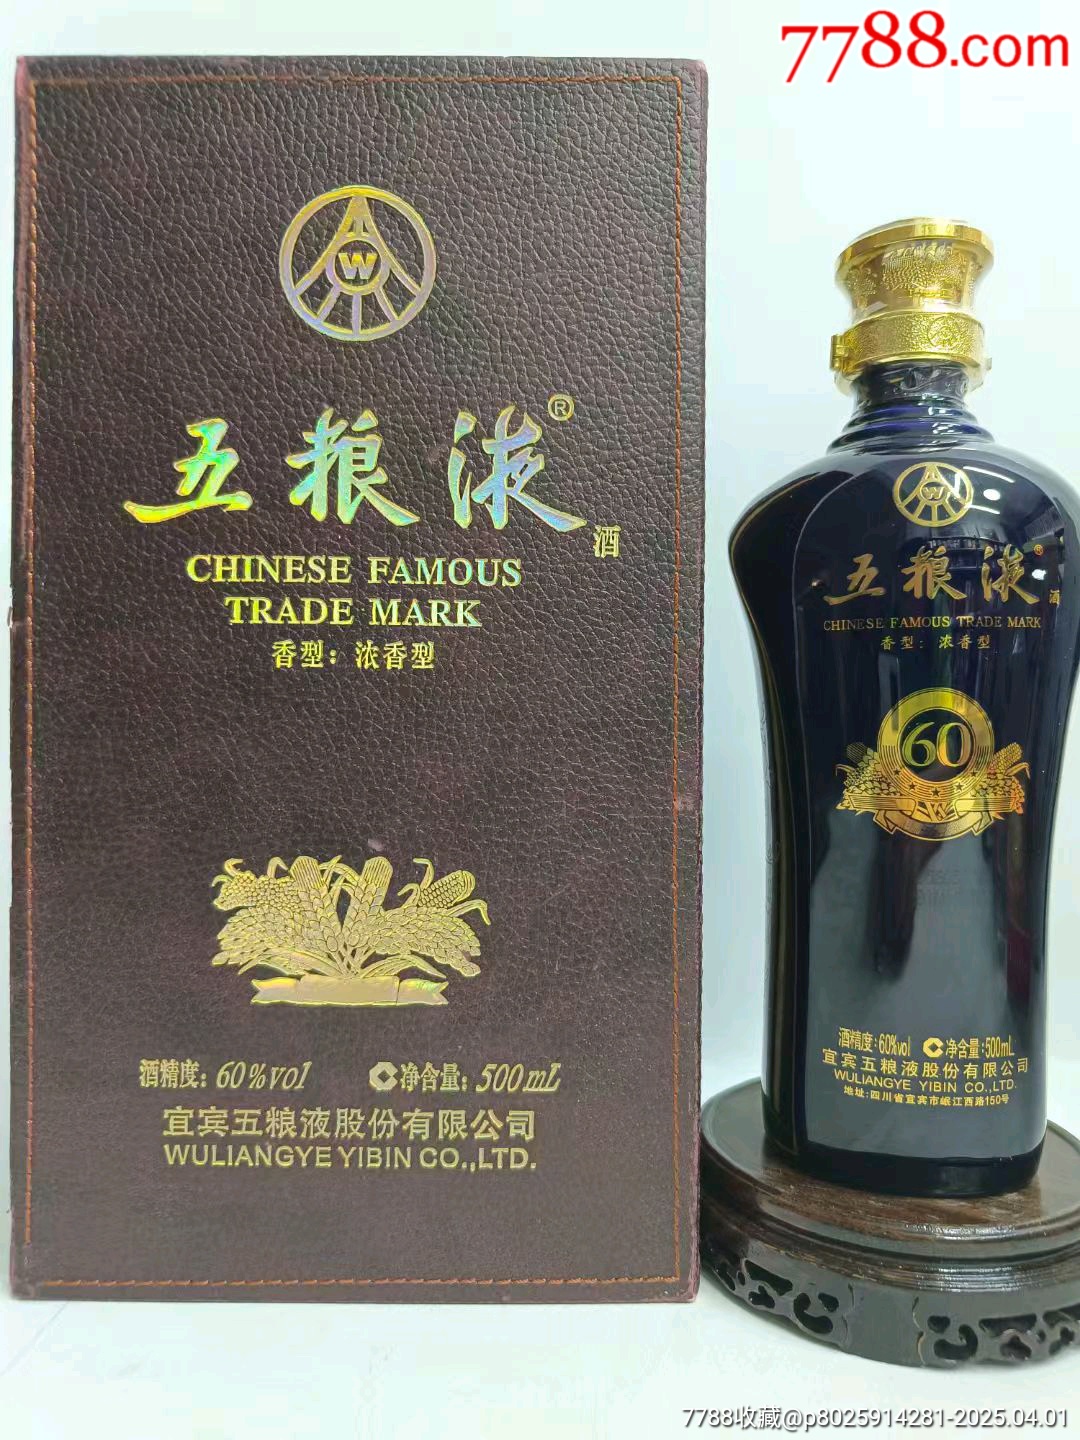 7788.com
W
五粮液®
酒
CHINESE FAMOUS
TRADE MARK
香型：浓香型
酒精度：60%vol 净含量：500mL
宜宾五粮液股份有限公司
WULIANGYE YIBIN CO.,LTD.
W
五粮液®
酒
CHINESE FAMOUS TRADE MARK
香型：浓香型
60
酒精度：60%vol 净含量：500mL
宜宾五粮液股份有限公司
WULIANGYE YIBIN CO.,LTD.
地址：四川省宜宾市岷江西路150号
7788收藏@p8025914281-2025.04.01